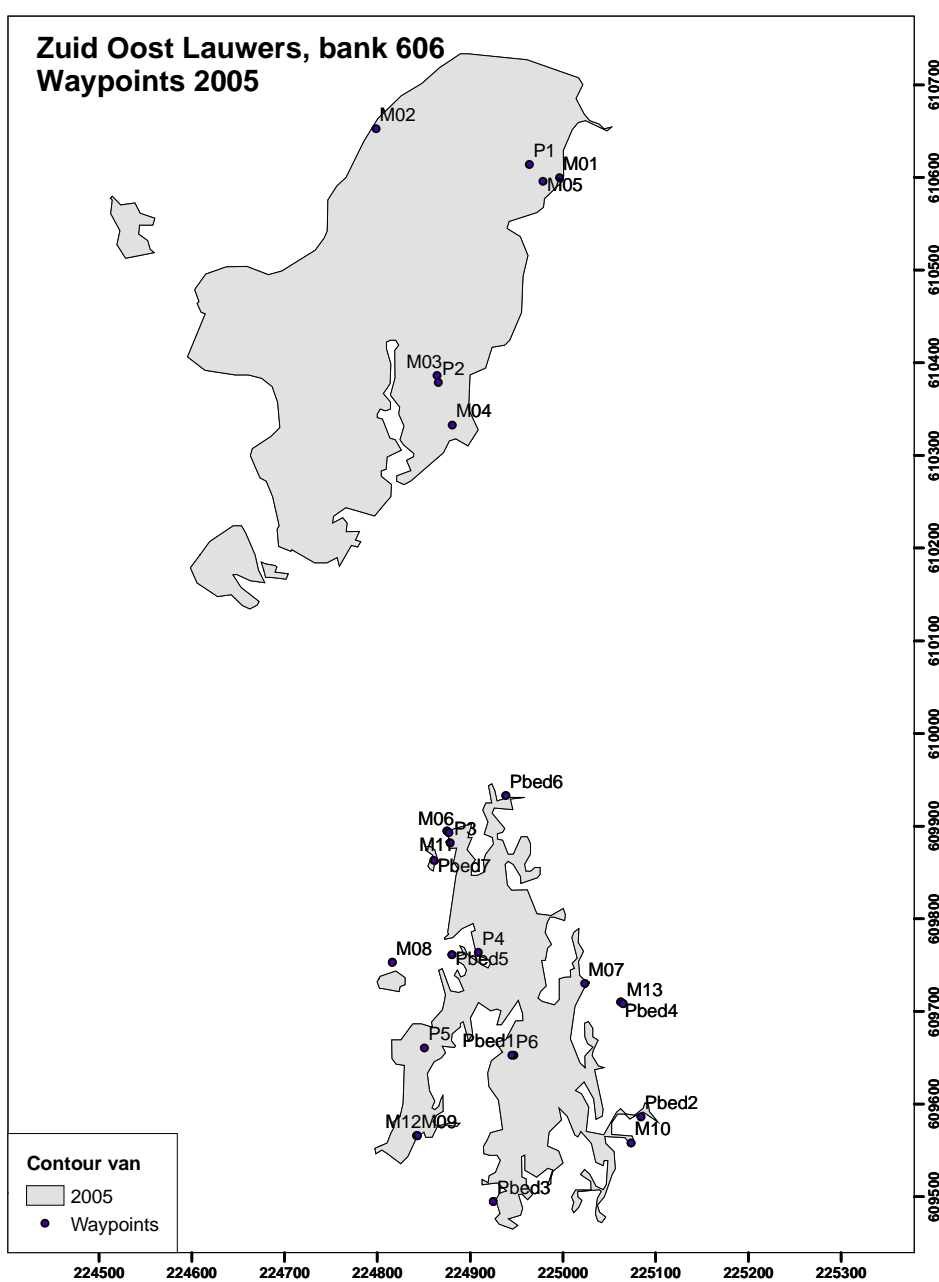 Zuid Oost Lauwers, bank 606
Waypoints 2005
M02
P1
M01
M05
M03
P2
M04
Pbed6
M06
P3
M11
Pbed7
P4
M08
Pbed5
M07
M13
Pbed4
P5
Pbed1
P6
Pbed2
M12
M09
M10
Pbed3
Contour van
2005
Waypoints
610700
610600
610500
610400
610300
610200
610100
610000
609900
609800
609700
609600
609500
224500
224600
224700
224800
224900
225000
225100
225200
225300